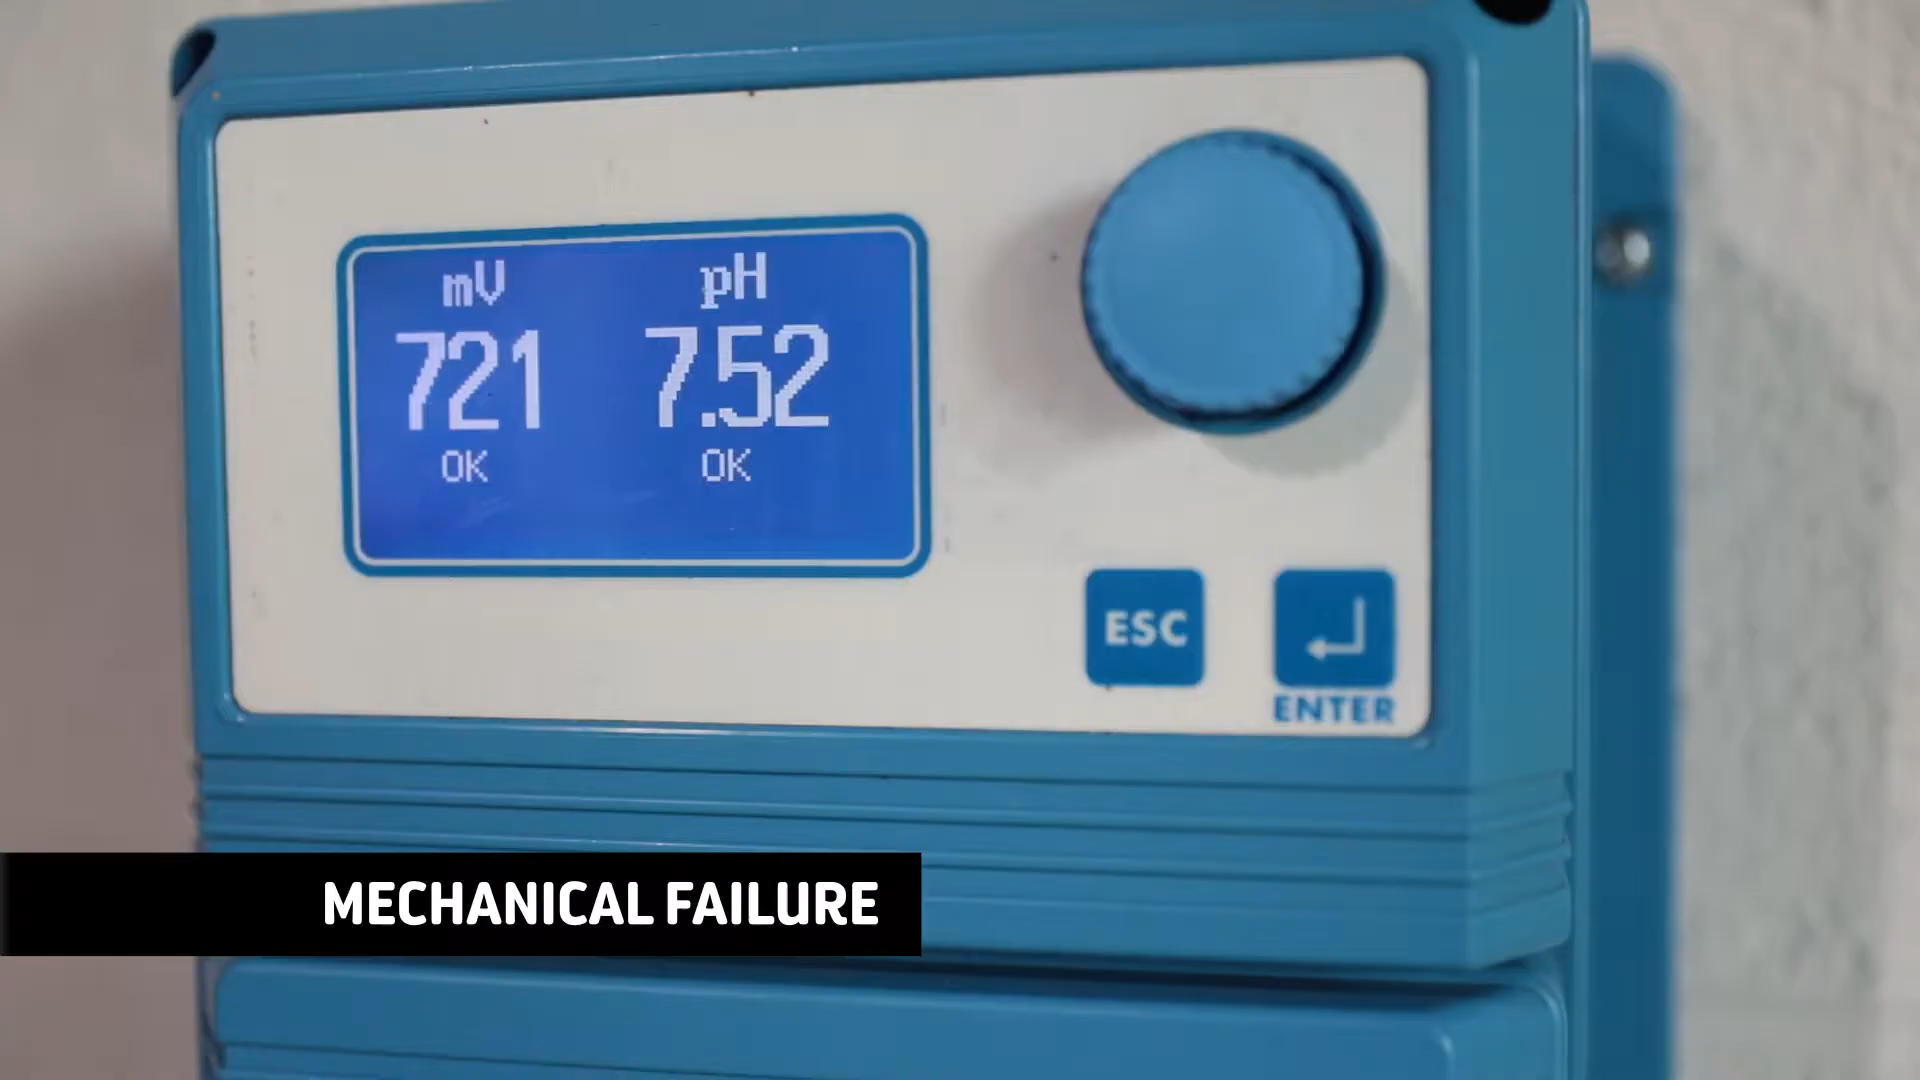 mV pH
721 7.52
OK OK
ESC
ENTER
MECHANICAL FAILURE